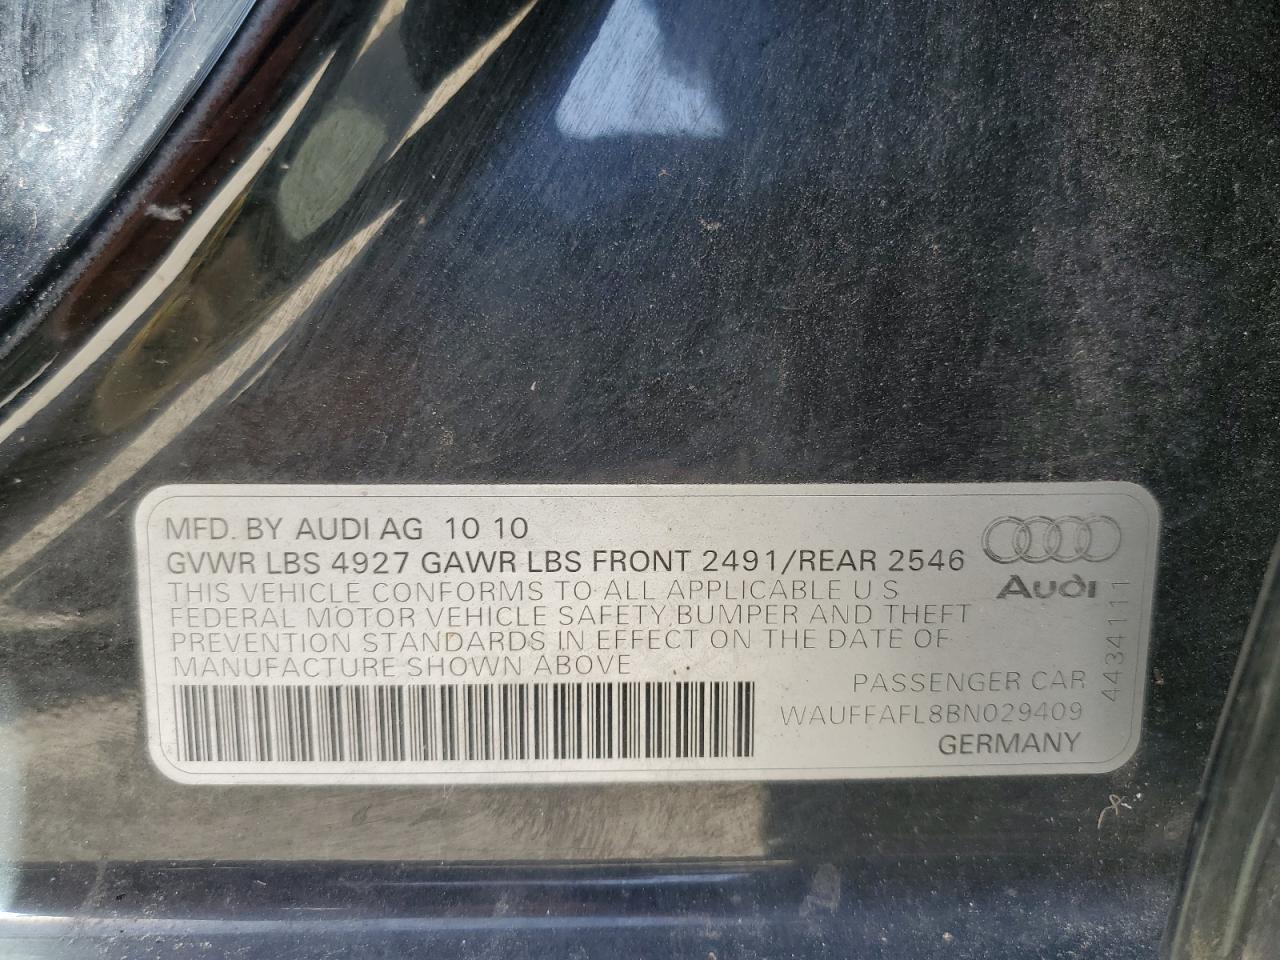 MFD. BY AUDI AG 10 10
GVWR LBS 4927 GAWR LBS FRONT 2491/REAR 2546
THIS VEHICLE CONFORMS TO ALL APPLICABLE U S
FEDERAL MOTOR VEHICLE SAFETY BUMPER AND THEFT
PREVENTION STANDARDS IN EFFECT ON THE DATE OF
MANUFACTURE SHOWN ABOVE
Audi
PASSENGER CAR
WAUFFAFL8BN029409
GERMANY
4434111